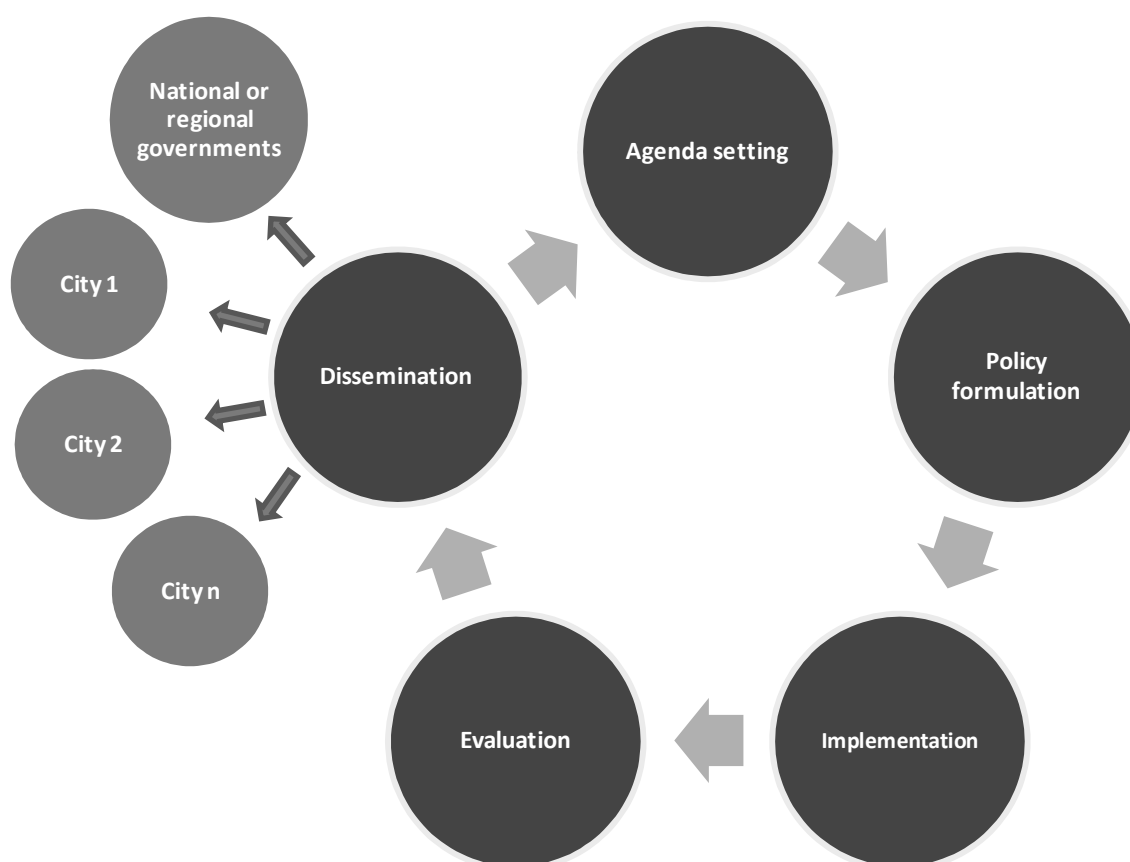 National or
regional
governments
Agenda setting
City 1
Dissemination
Policy
formulation
City 2
City n
Evaluation
Implementation